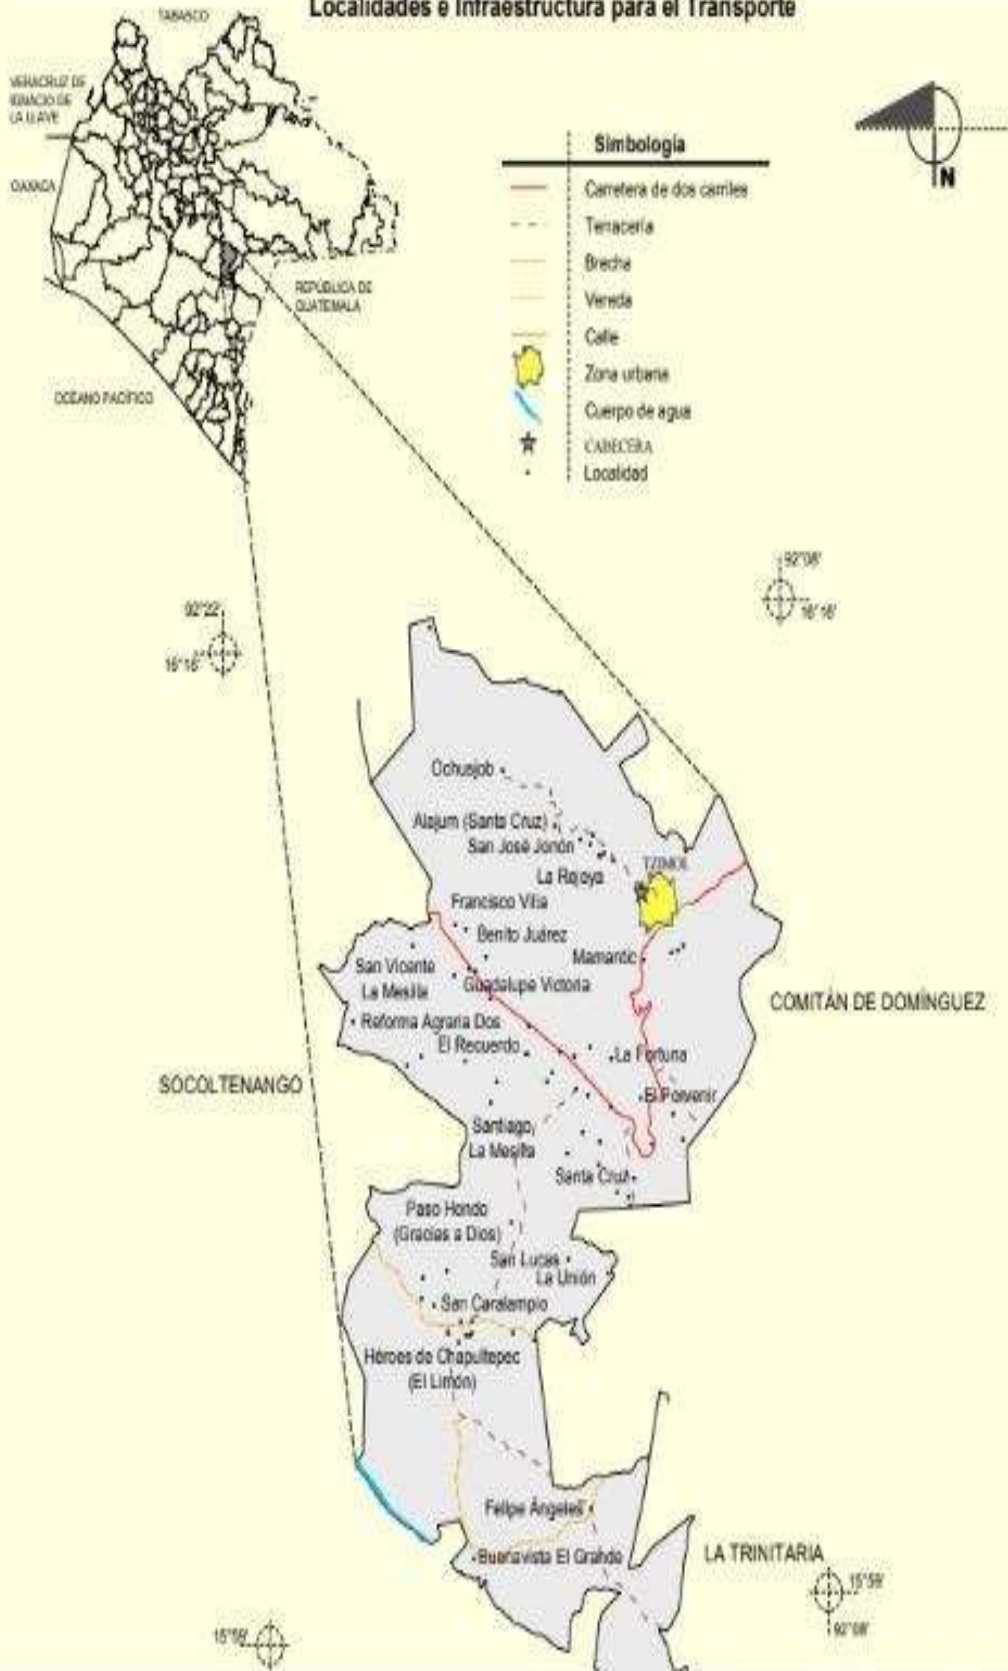 Localidades e Infraestructura para el Transporte
TABASCO
VERACRUZ DE
IGNACIO DE
LA LLAVE
OAXACA
REPÚBLICA DE
GUATEMALA
OCÉANO PACÍFICO
N
Simbología
Carretera de dos carriles
Terracería
Brecha
Vereda
Calle
Zona urbana
Cuerpo de agua
CABECERA
Localidad
92°08'
16°16'
92°22'
16°16'
Ochusjob
Alajum (Santa Cruz)
San José Jonón
TZIMOL
La Rejoya
Francisco Villa
Benito Juárez
Mamantic
San Vicente
La Mesilla
Guadalupe Victoria
COMITÁN DE DOMÍNGUEZ
Reforma Agraria Dos
El Recuerdo
La Fortuna
SOCOLTENANGO
El Porvenir
Santiago
La Mesilla
Santa Cruz
Paso Hondo
(Gracias a Dios)
San Lucas
La Unión
San Caralampio
Héroes de Chapultepec
(El Limón)
Felipe Ángeles
Buenavista El Grande
LA TRINITARIA
15°59'
92°08'